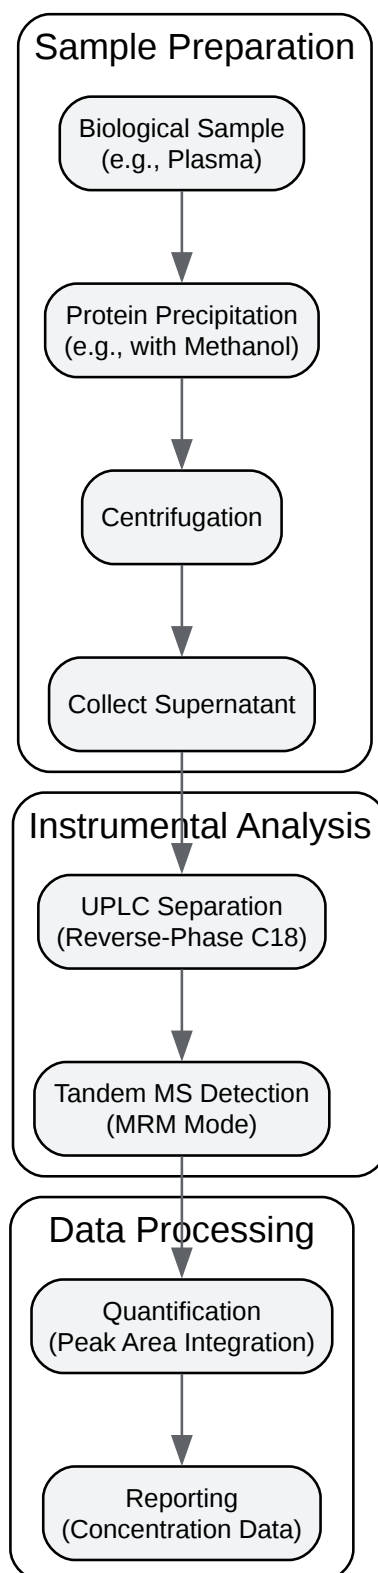 Sample Preparation
Biological Sample
(e.g., Plasma)
Protein Precipitation
(e.g., with Methanol)
Centrifugation
Collect Supernatant
Instrumental Analysis
UPLC Separation
(Reverse-Phase C18)
Tandem MS Detection
(MRM Mode)
Data Processing
Quantification
(Peak Area Integration)
Reporting
(Concentration Data)